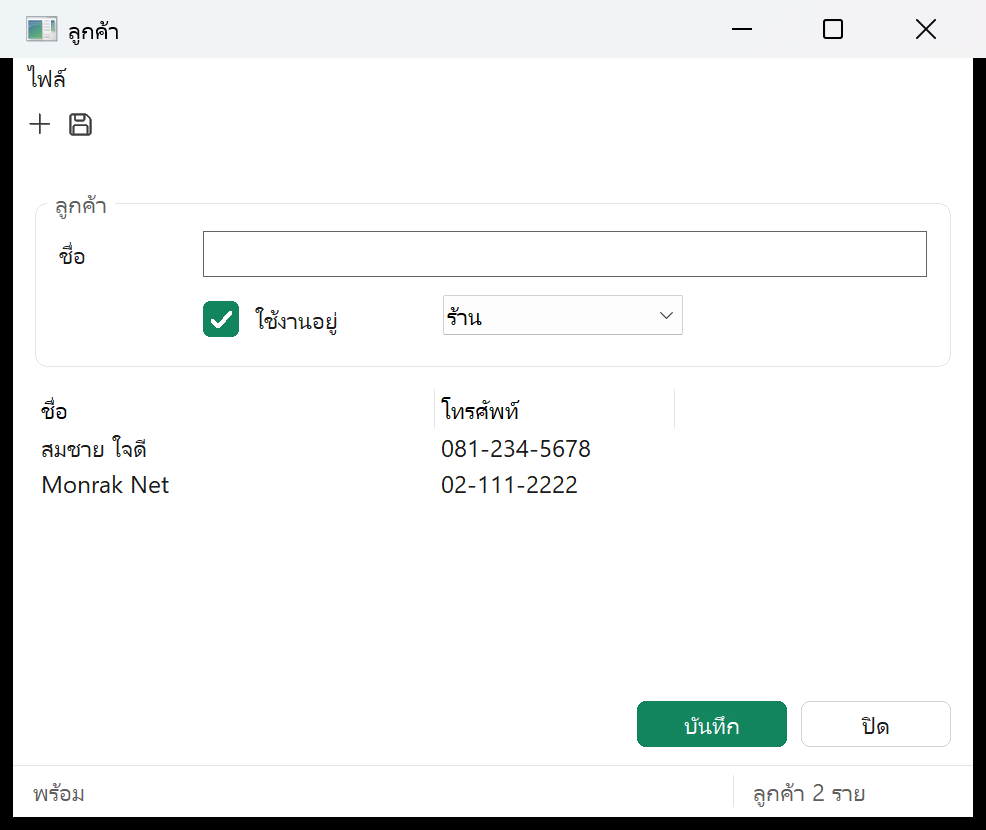 ลูกค้า
ไฟล์
ลูกค้า
ชื่อ
ใช้งานอยู่ ร้าน
ชื่อ โทรศัพท์
สมชาย ใจดี 081-234-5678
Monrak Net 02-111-2222
บันทึก ปิด
พร้อม ลูกค้า 2 ราย